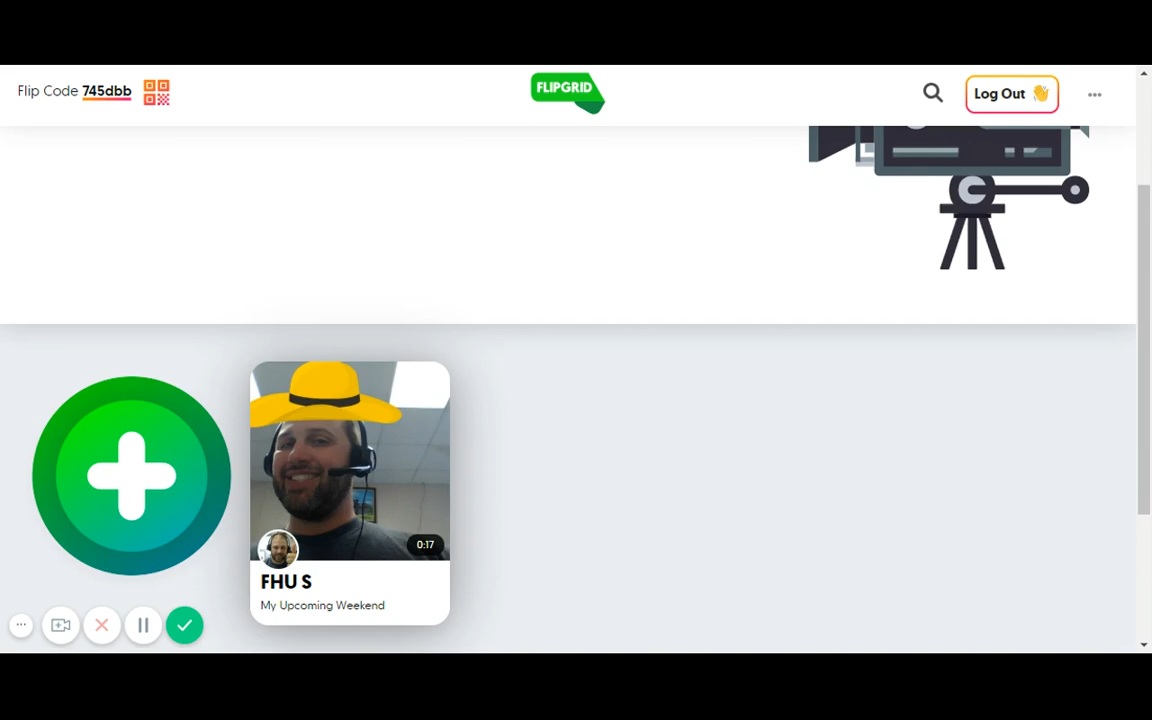 Flip Code 745dbb
FLIPGRID
Log Out
0:17
FHU S
My Upcoming Weekend